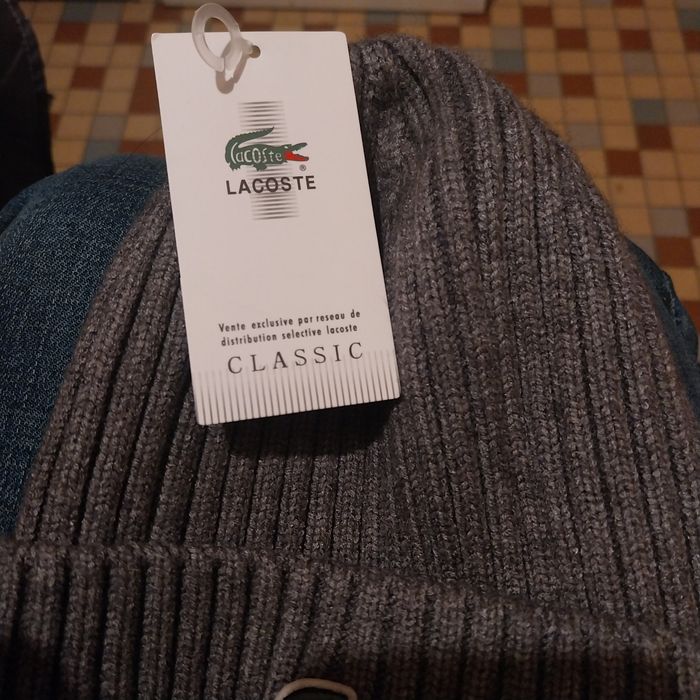 Lacoste
LACOSTE
Vente exclusive par reseau de
distribution selective lacoste
CLASSIC